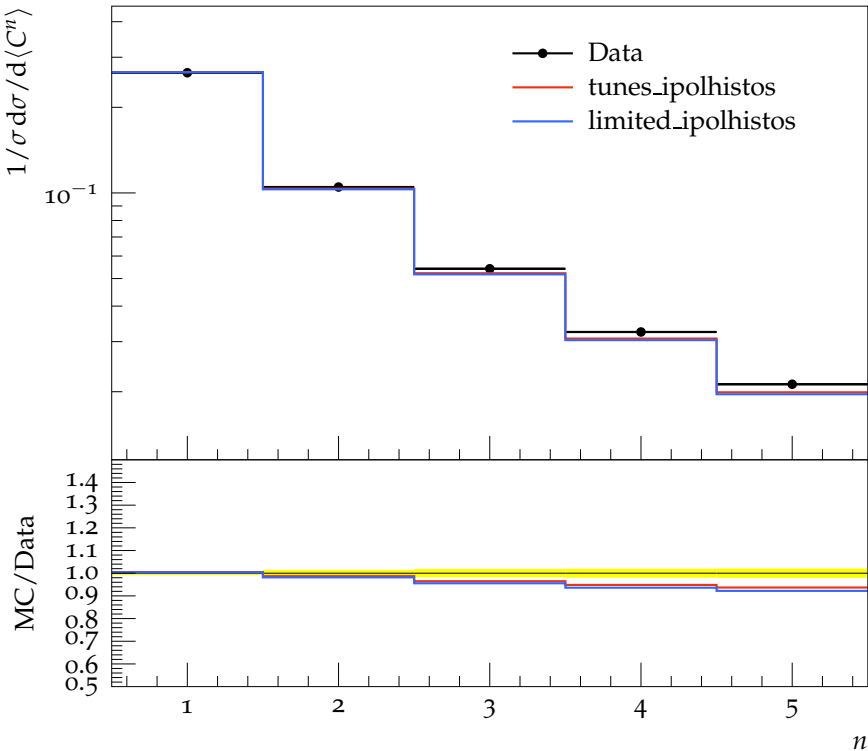 1/σ dσ/d⟨Cⁿ⟩
Data
tunes_ipolhistos
limited_ipolhistos
10⁻¹
MC/Data
1.4
1.3
1.2
1.1
1.0
0.9
0.8
0.7
0.6
0.5
1 2 3 4 5
n